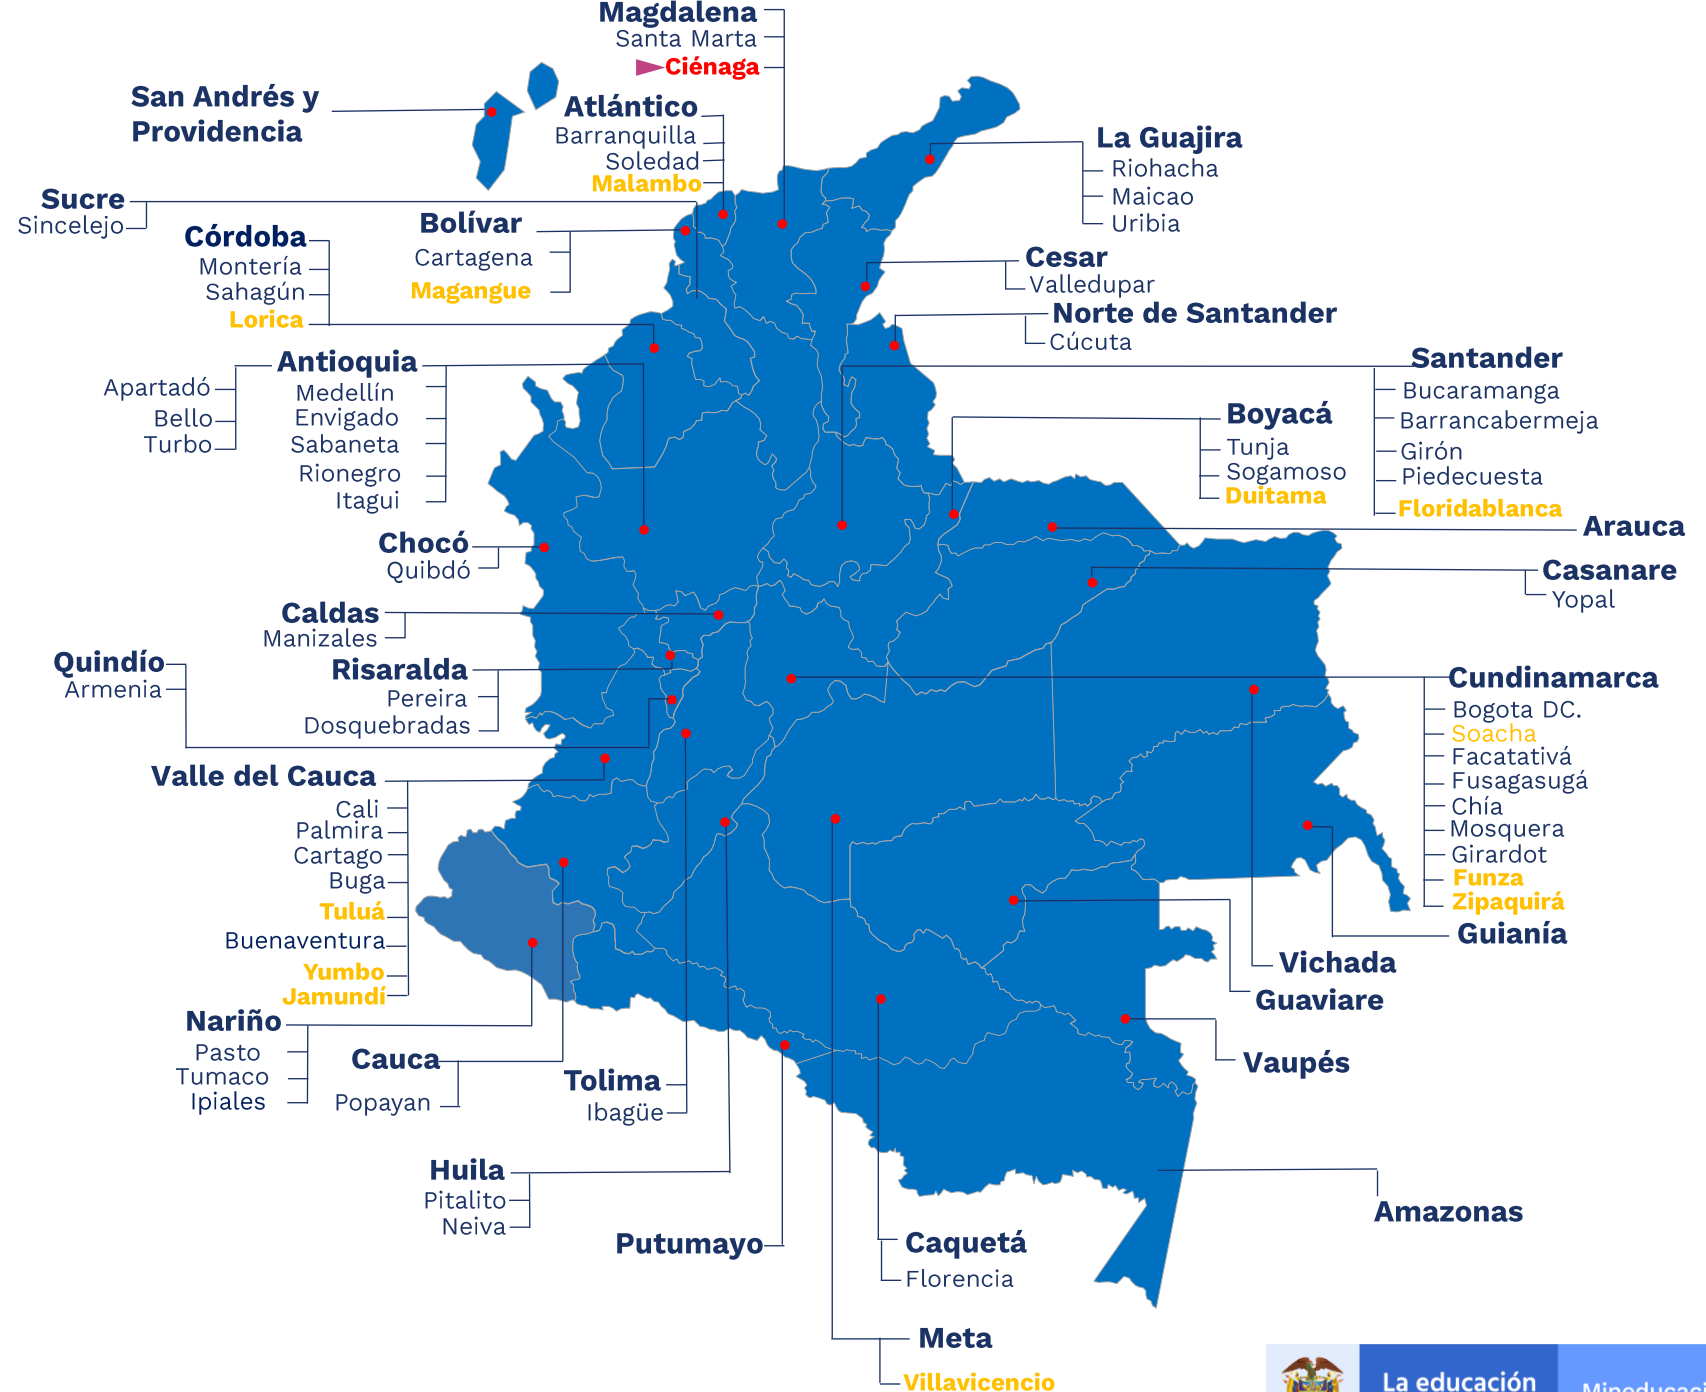 Magdalena
Santa Marta
Ciénaga
San Andrés y
Providencia
Atlántico
Barranquilla
Soledad
Malambo
La Guajira
Riohacha
Maicao
Uribia
Sucre
Sincelejo
Córdoba
Montería
Sahagún
Lorica
Bolívar
Cartagena
Magangue
Cesar
Valledupar
Norte de Santander
Cúcuta
Antioquia
Apartadó
Bello
Turbo
Medellín
Envigado
Sabaneta
Rionegro
Itagui
Santander
Bucaramanga
Barrancabermeja
Girón
Piedecuesta
Floridablanca
Boyacá
Tunja
Sogamoso
Duitama
Arauca
Chocó
Quibdó
Casanare
Yopal
Caldas
Manizales
Quindío
Armenia
Risaralda
Pereira
Dosquebradas
Cundinamarca
Bogota DC.
Soacha
Facatativá
Fusagasugá
Chía
Mosquera
Girardot
Funza
Zipaquirá
Valle del Cauca
Cali
Palmira
Cartago
Buga
Tuluá
Buenaventura
Yumbo
Jamundí
Guianía
Vichada
Guaviare
Nariño
Pasto
Tumaco
Ipiales
Cauca
Popayan
Tolima
Ibagüe
Vaupés
Huila
Pitalito
Neiva
Putumayo
Caquetá
Florencia
Amazonas
Meta
Villavicencio
La educación